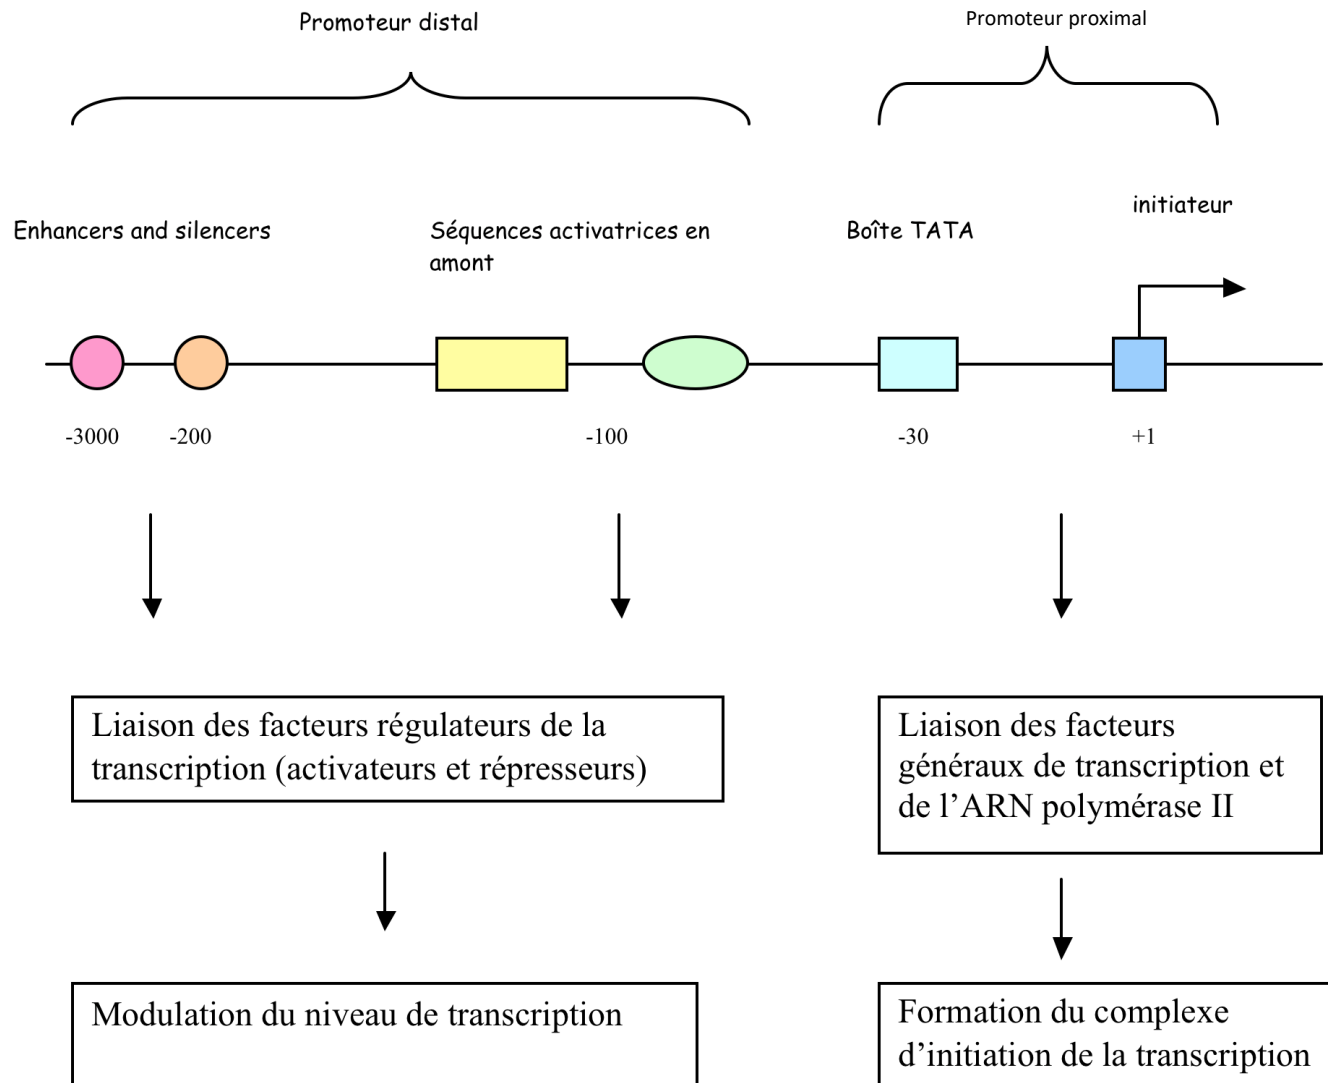 Promoteur distal
Promoteur proximal
initiateur
Enhancers and silencers
Séquences activatrices en
amont
Boîte TATA
-3000
-200
-100
-30
+1
Liaison des facteurs régulateurs de la
transcription (activateurs et répresseurs)
Liaison des facteurs
généraux de transcription et
de l'ARN polymérase II
Modulation du niveau de transcription
Formation du complexe
d'initiation de la transcription